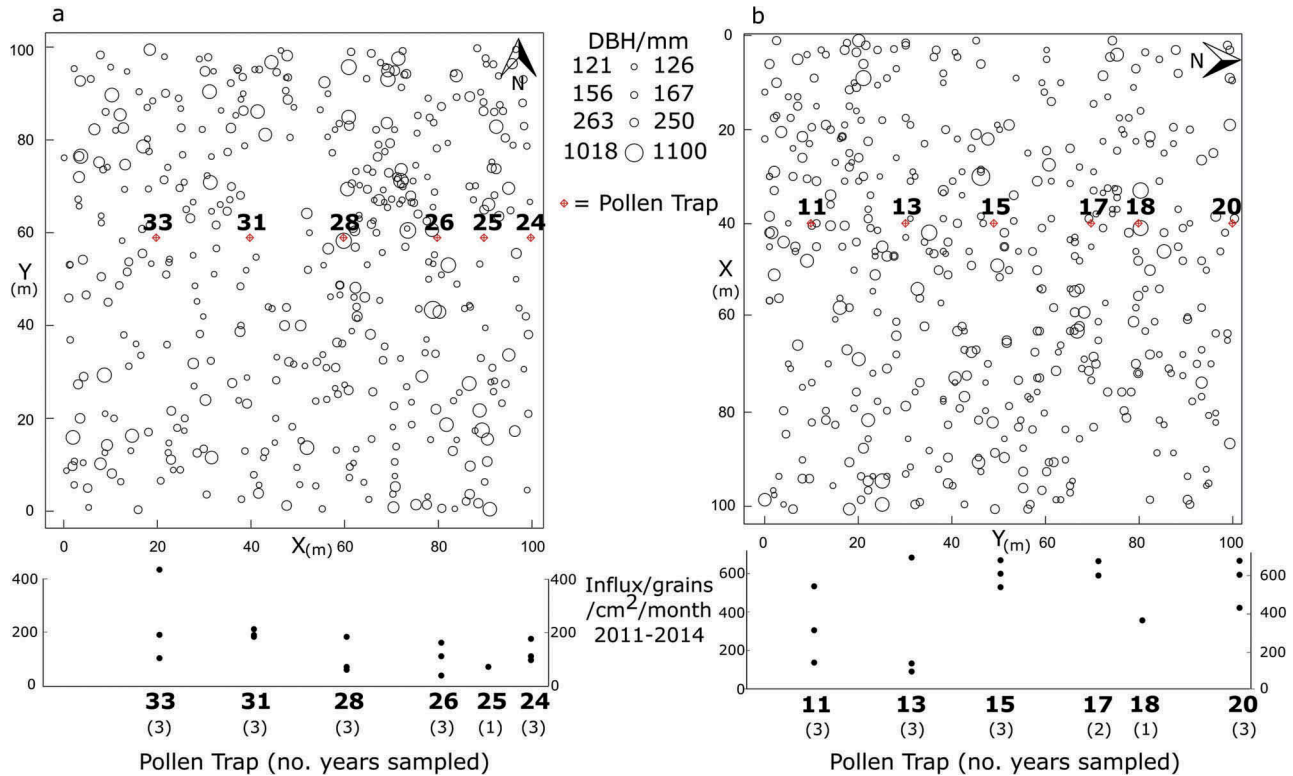 a
b
DBH/mm
121 126
156 167
263 250
1018 1100
= Pollen Trap
N
N
100
80
60
40
20
0
Y
(m)
33 31 28 26 25 24
0 20 40 60 80 100
X(m)
0
20
40
60
80
100
X
(m)
11 13 15 17 18 20
0 20 40 60 80 100
Y(m)
400
200
0
400
200
0
Influx/grains
/cm2/month
2011-2014
600
400
200
0
600
400
200
0
33 31 28 26 25 24
(3) (3) (3) (3) (1) (3)
Pollen Trap (no. years sampled)
11 13 15 17 18 20
(3) (3) (3) (2) (1) (3)
Pollen Trap (no. years sampled)